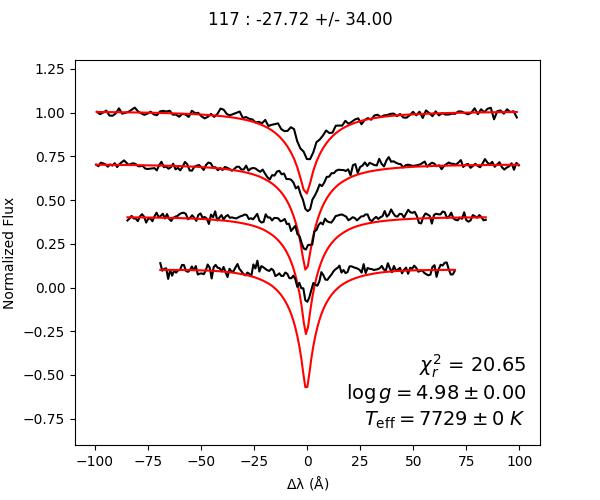 117 : -27.72 +/- 34.00
1.25
1.00
0.75
0.50
0.25
0.00
−0.25
−0.50
−0.75
Normalized Flux
χ²ᵣ = 20.65
log g = 4.98 ± 0.00
T_eff = 7729 ± 0 K
−100 −75 −50 −25 0 25 50 75 100
Δλ (Å)